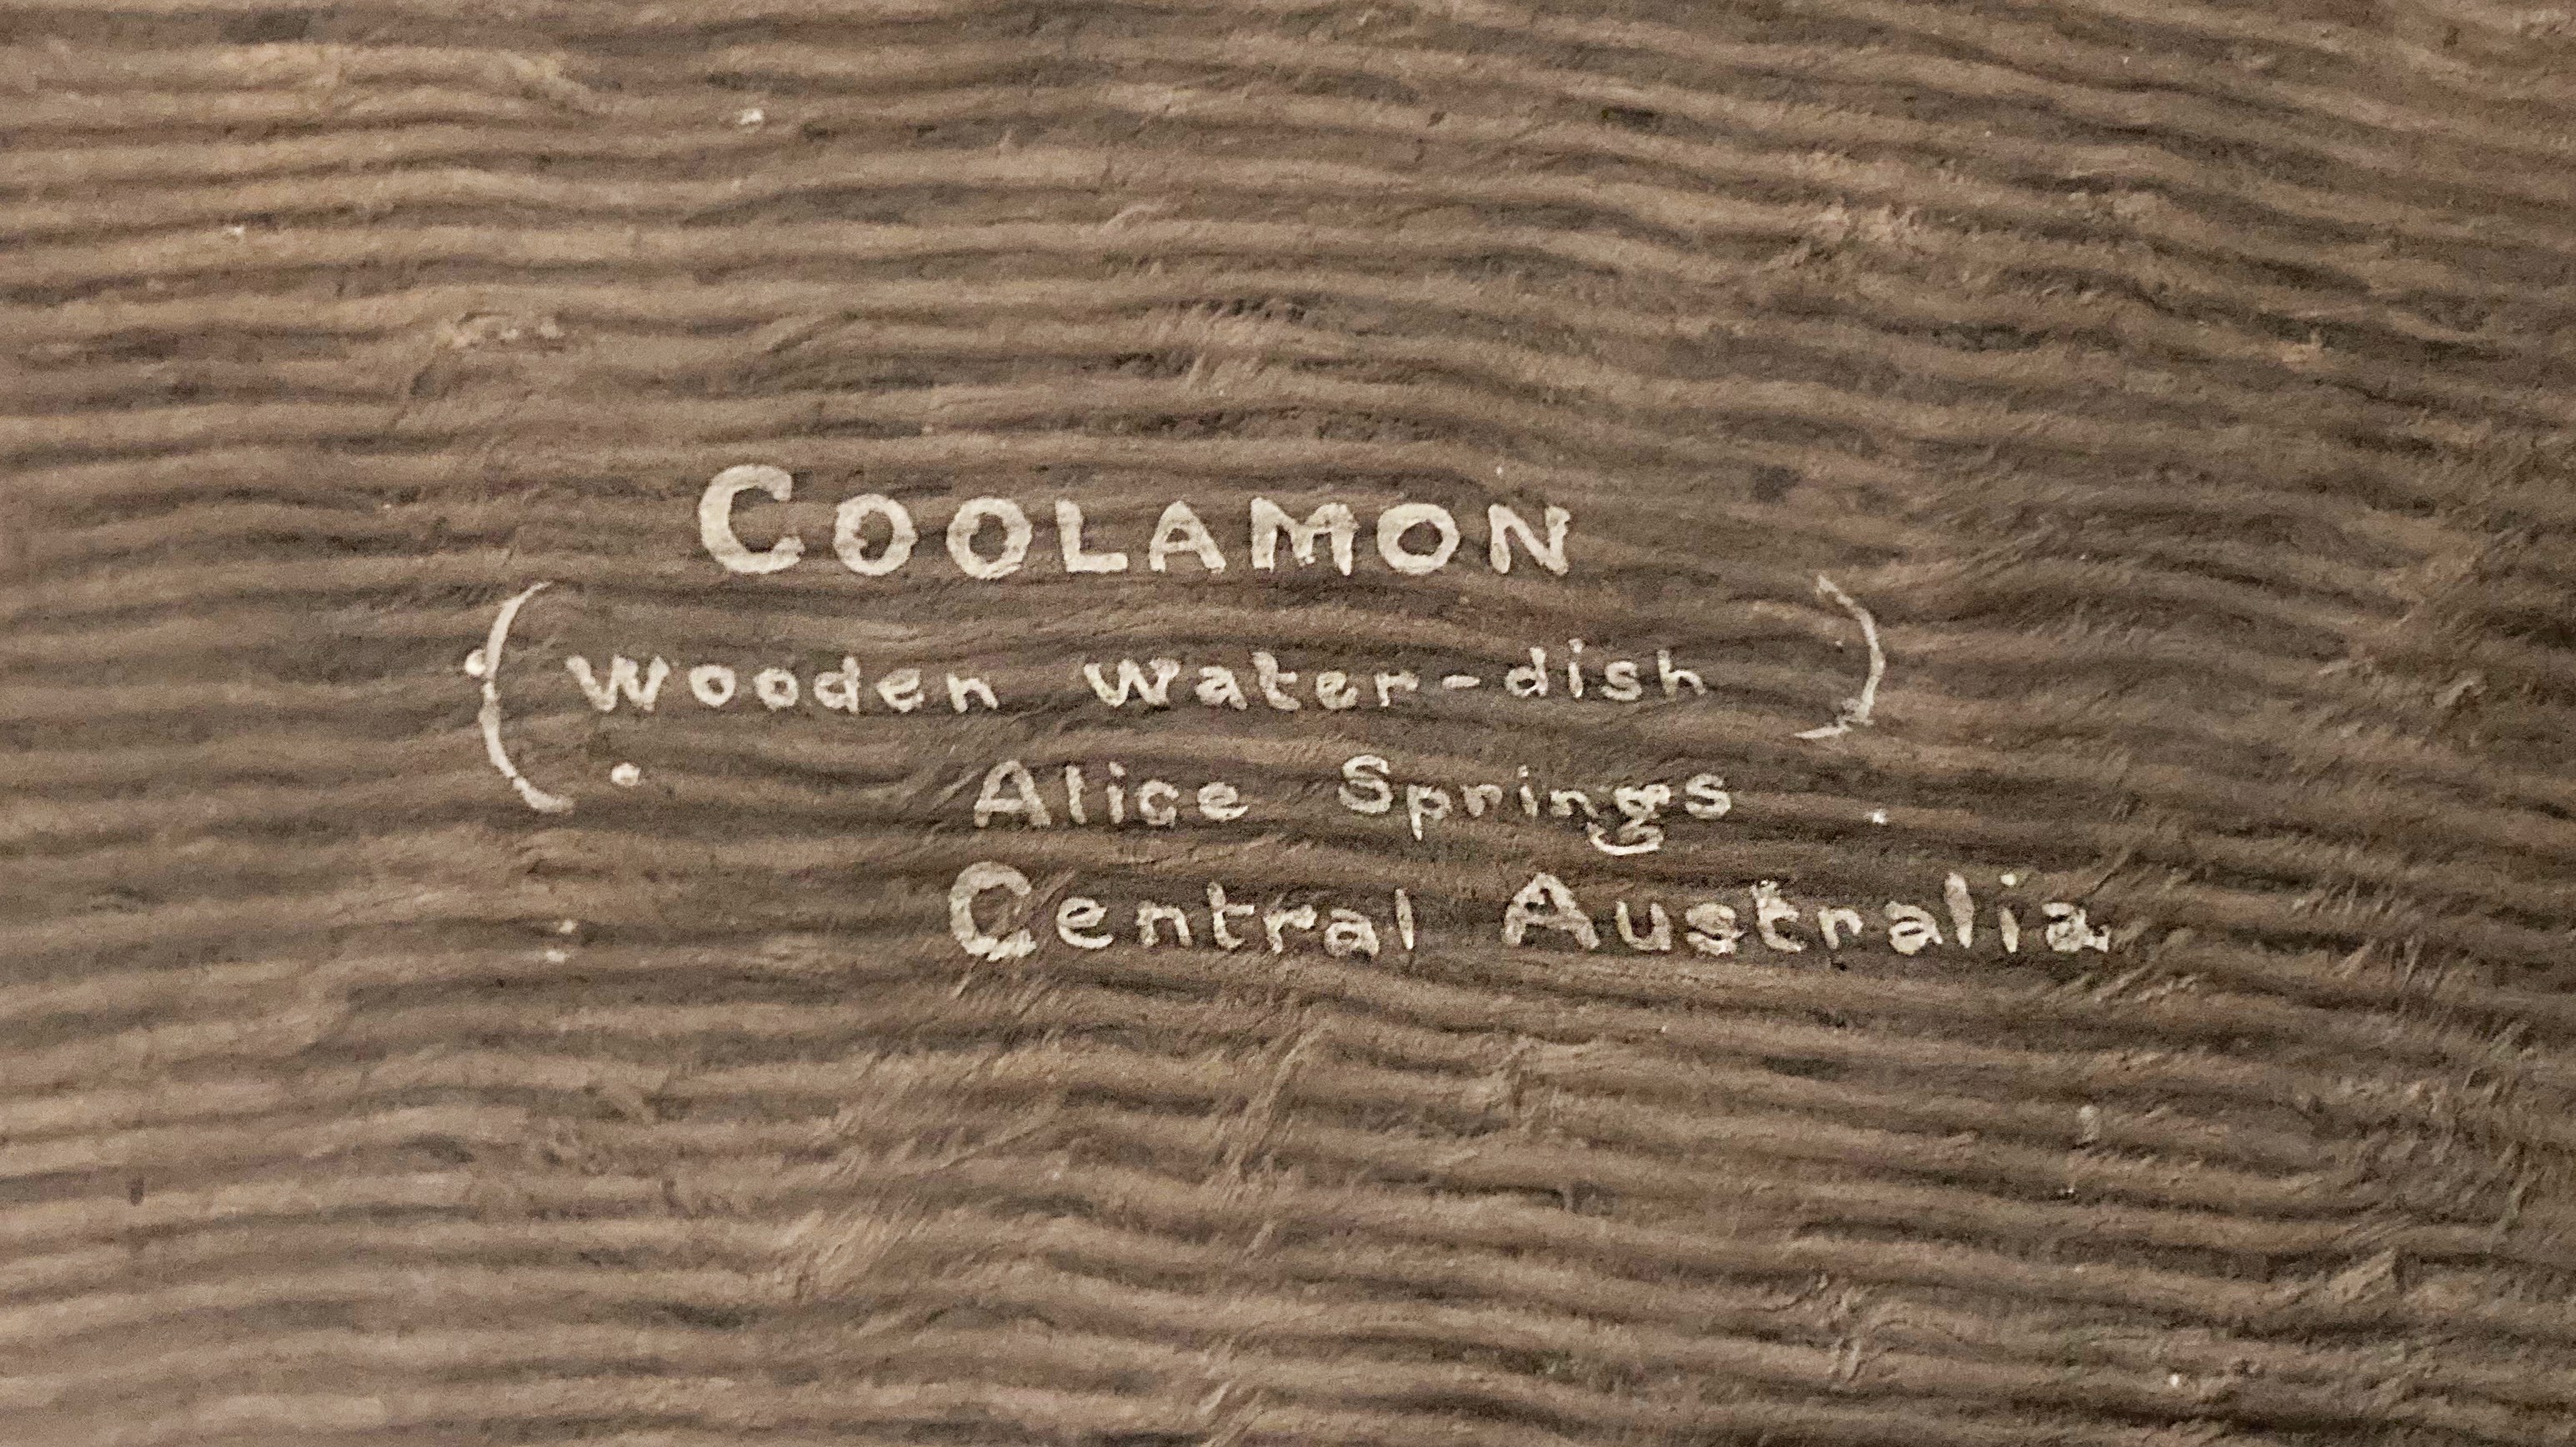 COOLAMON
(Wooden Water-dish)
Alice Springs
Central Australia